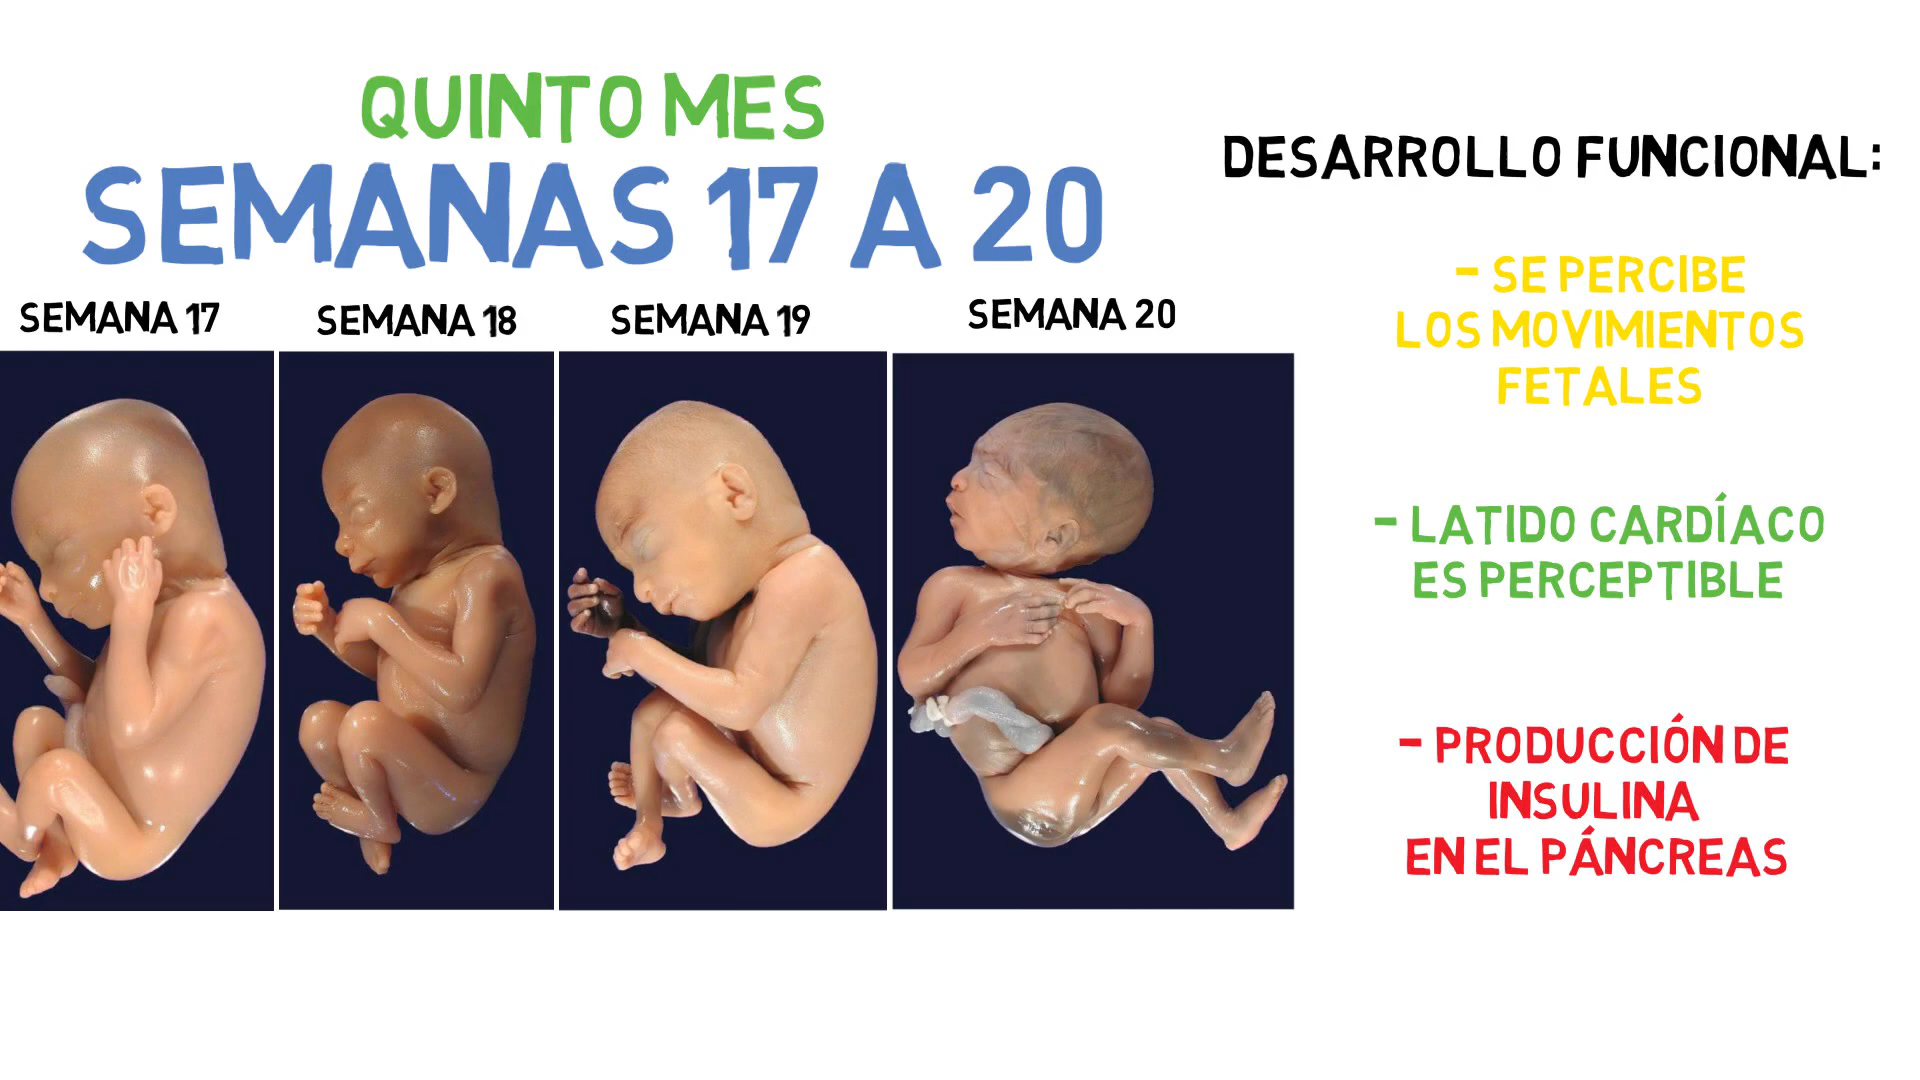 QUINTO MES
SEMANAS 17 A 20
SEMANA 17
SEMANA 18
SEMANA 19
SEMANA 20
DESARROLLO FUNCIONAL:
- SE PERCIBE
LOS MOVIMIENTOS
FETALES
- LATIDO CARDÍACO
ES PERCEPTIBLE
- PRODUCCIÓN DE
INSULINA
EN EL PÁNCREAS